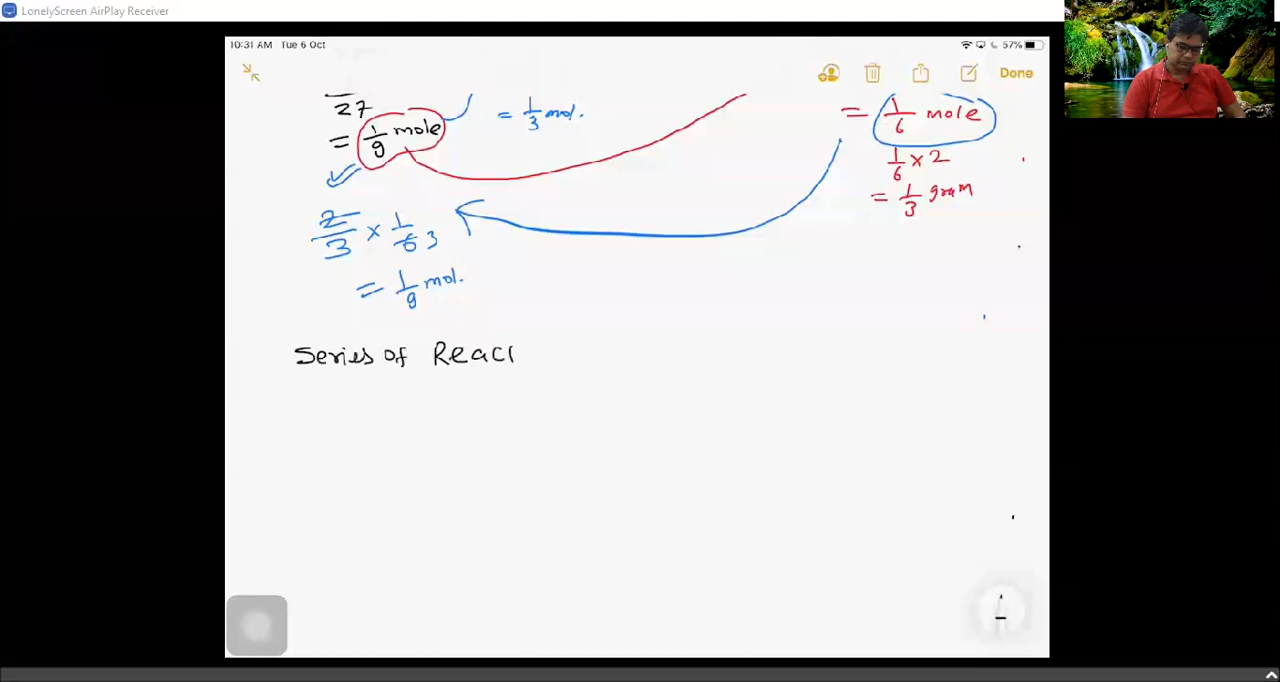 LonelyScreen AirPlay Receiver
10:31 AM Tue 6 Oct
57%
Done
27
= 1/9 mole
= 1/3 mol.
= 1/6 mole
1/6 × 2
= 1/3 gram
2/3 × 1/6 3
= 1/9 mol.
Series of Reac